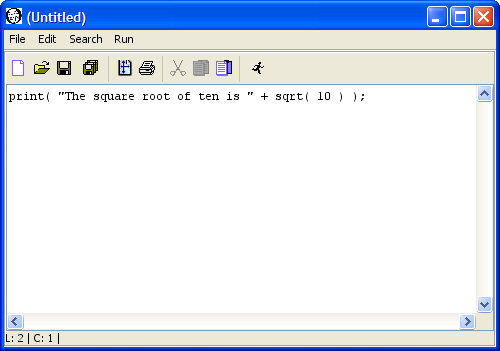 (Untitled)
File Edit Search Run
print( "The square root of ten is " + sqrt( 10 ) );
L: 2 | C: 1 |